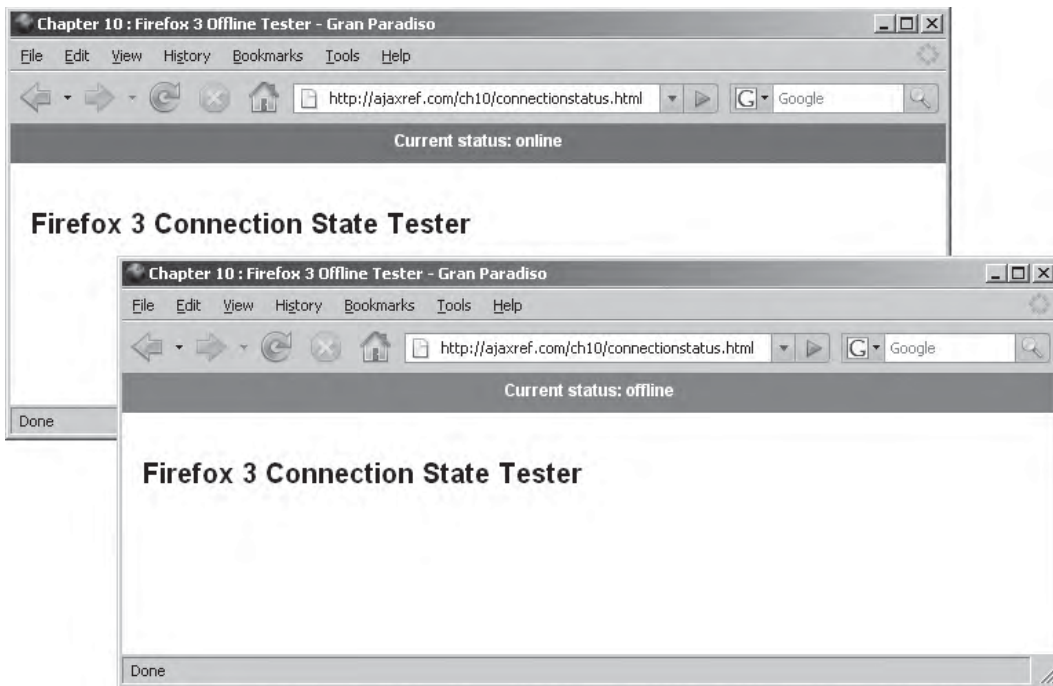 Chapter 10 : Firefox 3 Offline Tester - Gran Paradiso
File Edit View History Bookmarks Tools Help
http://ajaxref.com/ch10/connectionstatus.html G Google
Current status: online
Firefox 3 Connection State Tester
Done
Chapter 10 : Firefox 3 Offline Tester - Gran Paradiso
File Edit View History Bookmarks Tools Help
http://ajaxref.com/ch10/connectionstatus.html G Google
Current status: offline
Firefox 3 Connection State Tester
Done